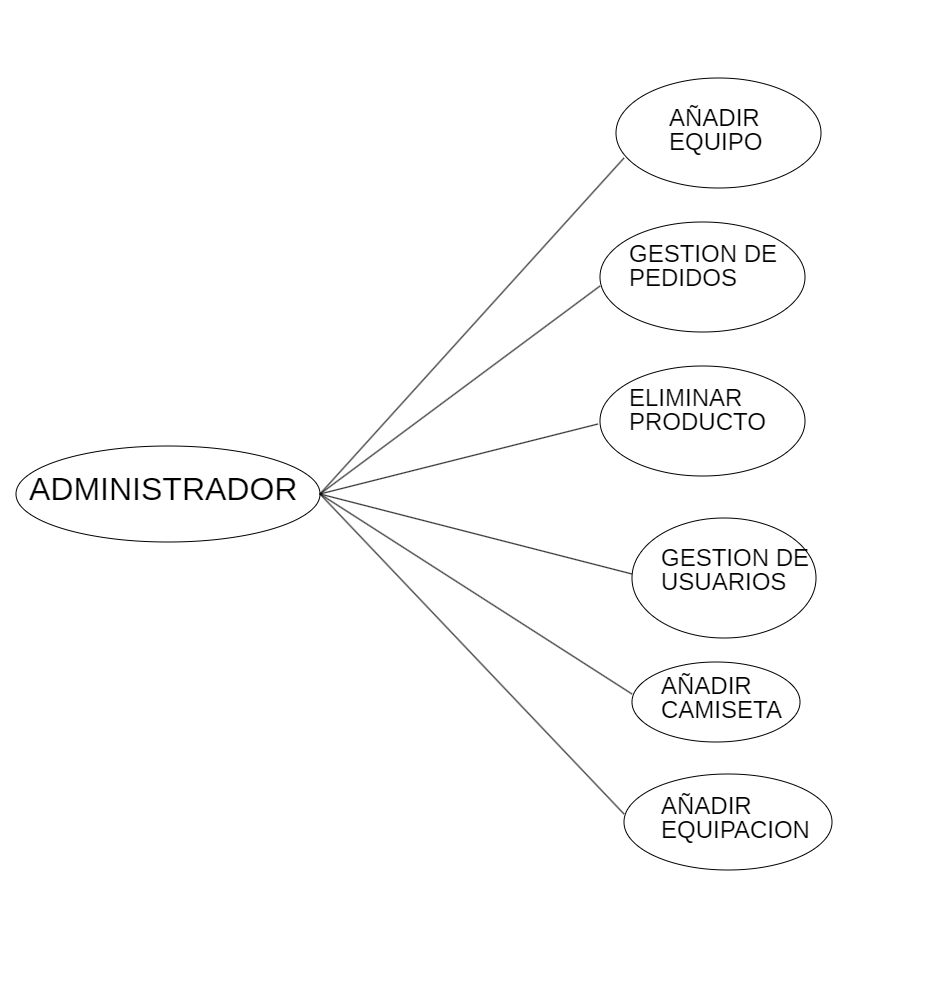 AÑADIR
EQUIPO
GESTION DE
PEDIDOS
ELIMINAR
PRODUCTO
ADMINISTRADOR
GESTION DE
USUARIOS
AÑADIR
CAMISETA
AÑADIR
EQUIPACION